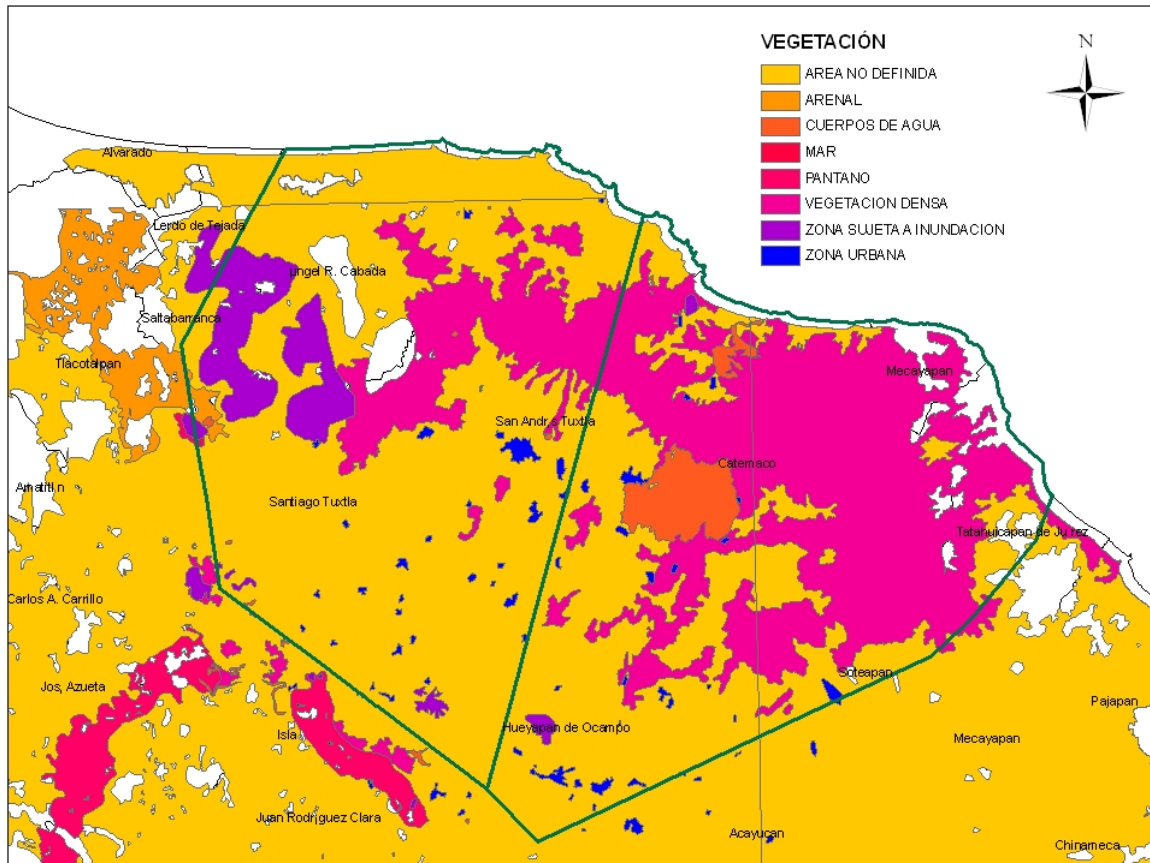 VEGETACIÓN
N
AREA NO DEFINIDA
ARENAL
CUERPOS DE AGUA
MAR
PANTANO
VEGETACION DENSA
ZONA SUJETA A INUNDACION
ZONA URBANA
Alvarado
Lerdo de Tejada
ngel R. Cabada
Saltabarranca
Tlacotalpan
Mecayapan
San Andr,s Tuxtla
Catemaco
Amatitl n
Santiago Tuxtla
Tatahuicapan de Ju rez
Carlos A. Carrillo
Soteapan
Jos, Azueta
Pajapan
Hueyapan de Ocampo
Isla
Mecayapan
Juan Rodríguez Clara
Acayucan
Chinameca